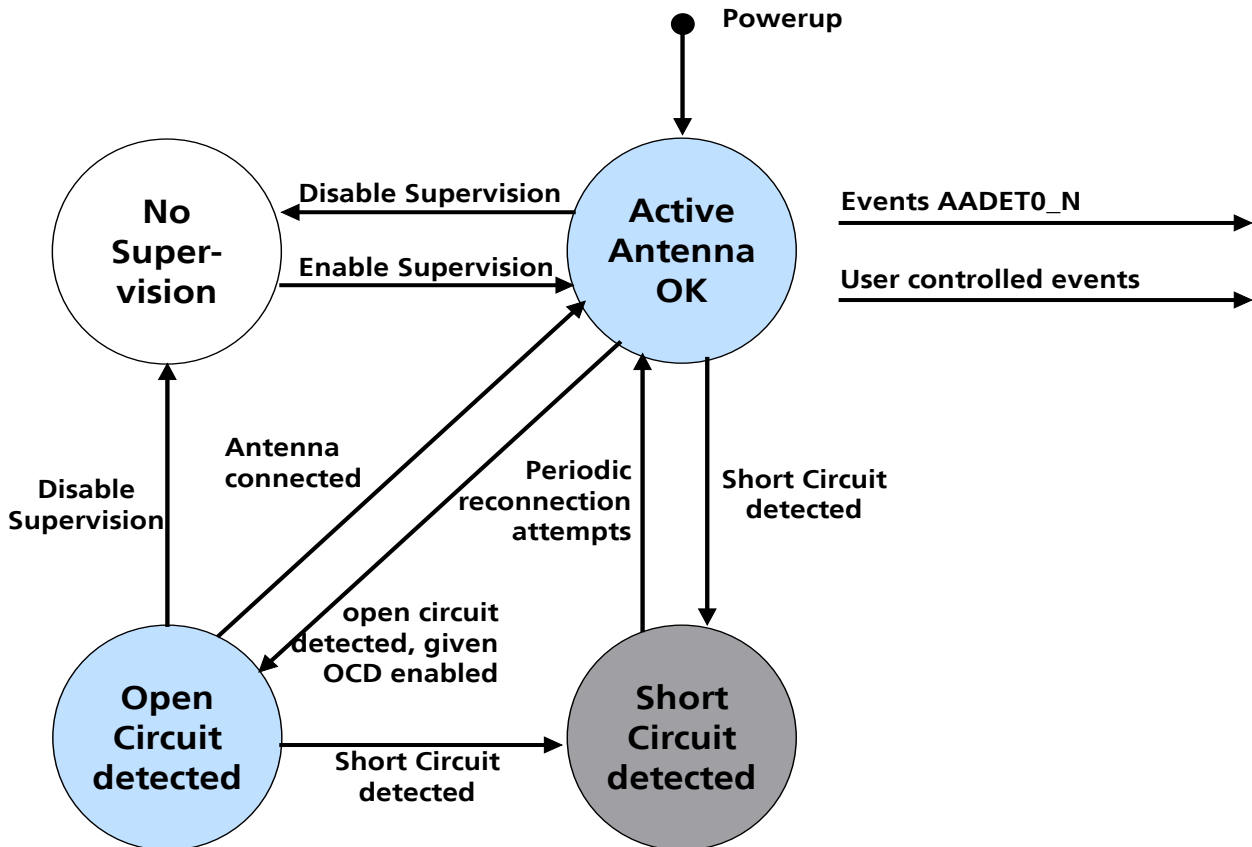 Powerup
No
Super-
vision
Disable Supervision
Enable Supervision
Active
Antenna
OK
Events AADET0_N
User controlled events
Disable
Supervision
Antenna
connected
Periodic
reconnection
attempts
Short Circuit
detected
open circuit
detected, given
OCD enabled
Open
Circuit
detected
Short Circuit
detected
Short
Circuit
detected